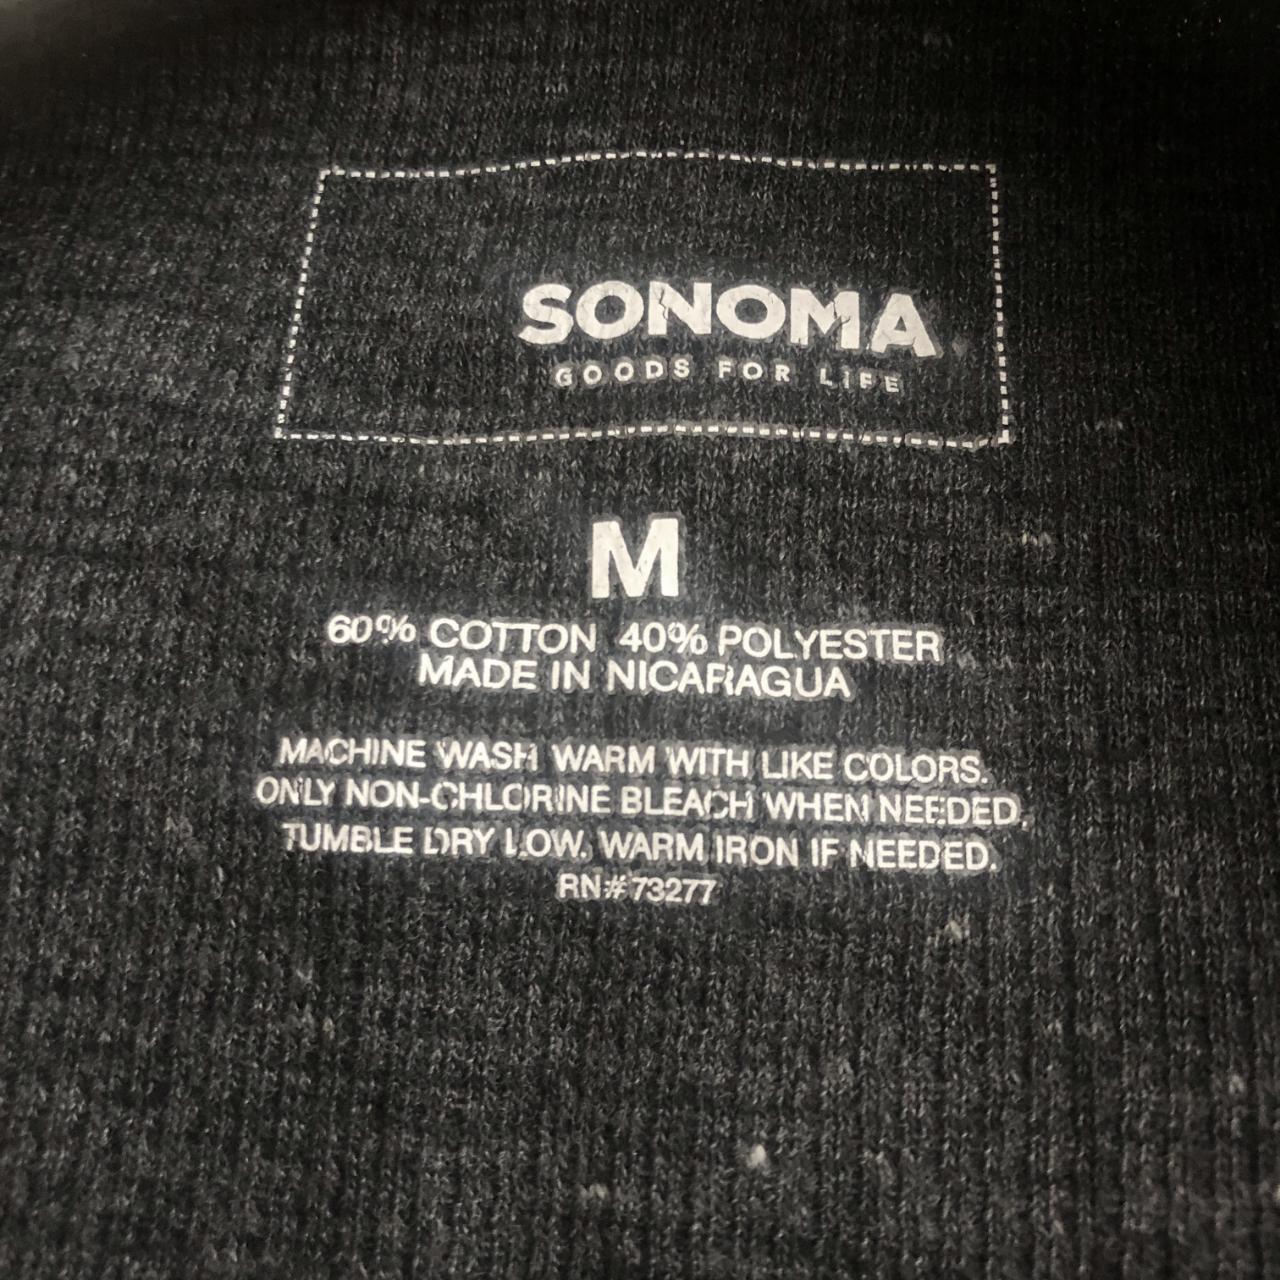 SONOMA
GOODS FOR LIFE
M
60% COTTON 40% POLYESTER
MADE IN NICARAGUA
MACHINE WASH WARM WITH LIKE COLORS.
ONLY NON-CHLORINE BLEACH WHEN NEEDED.
TUMBLE DRY LOW. WARM IRON IF NEEDED.
RN#73277